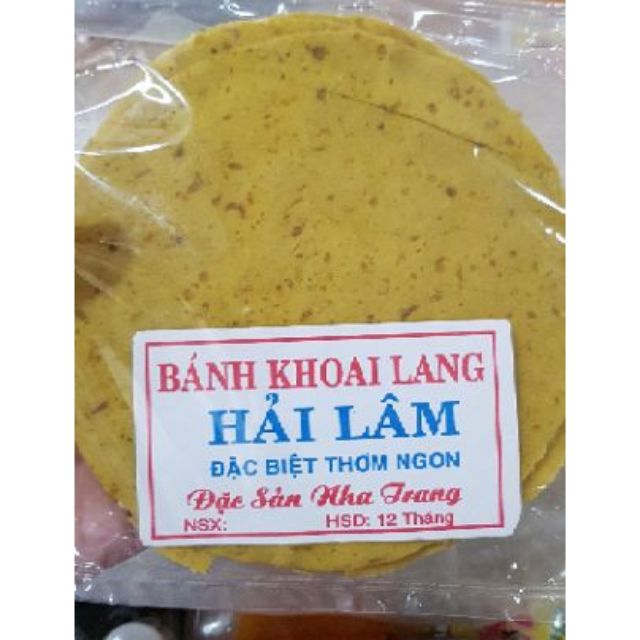 BÁNH KHOAI LANG
HẢI LÂM
ĐẶC BIỆT THƠM NGON
Đặc Sản Nha Trang
NSX: HSD: 12 Tháng